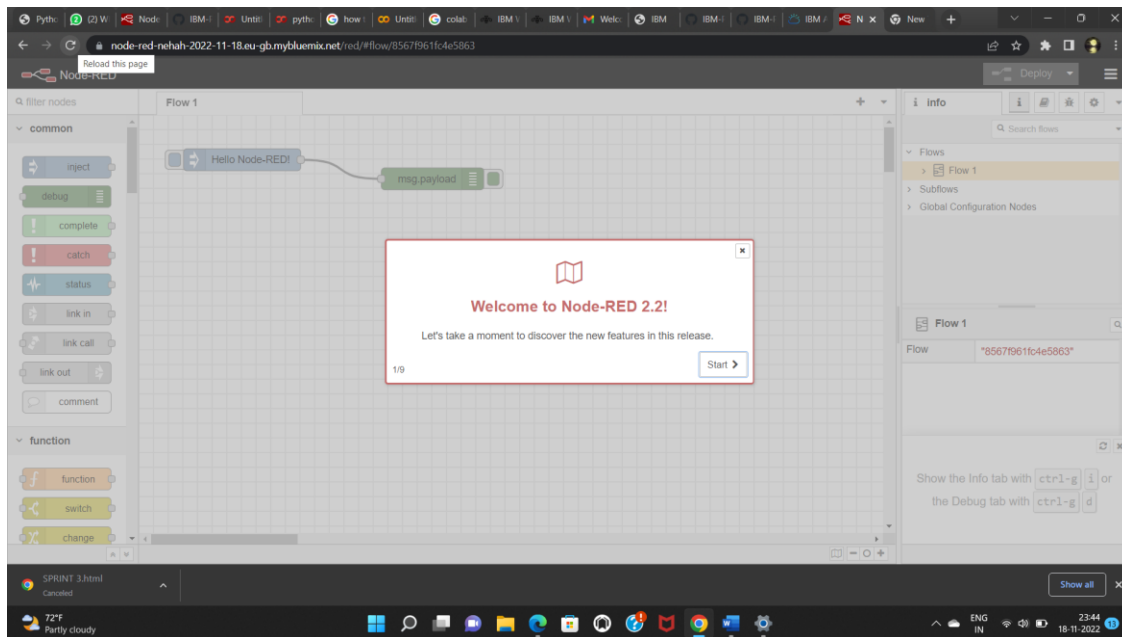 Pytho
(2) W
Node
IBM-
Untit
pytho
how t
Untit
colab
IBM
IBM
Welc
IBM
IBM-
IBM-
IBM
N
New
node-red-nehah-2022-11-18.eu-gb.mybluemix.net/red/#flow/8567f961fc4e5863
Reload this page
Node-RED
Deploy
filter nodes
Flow 1
info
Search flows
common
Flows
Flow 1
Subflows
Global Configuration Nodes
inject
Hello Node-RED!
msg.payload
debug
complete
catch
status
link in
link call
link out
comment
Welcome to Node-RED 2.2!
Let's take a moment to discover the new features in this release.
1/9
Start
Flow 1
Flow "8567f961fc4e5863"
function
function
switch
change
Show the Info tab with ctrl-g i or
the Debug tab with ctrl-g d
SPRINT 3.html
Canceled
Show all
72°F
Partly cloudy
ENG
IN
23:44
18-11-2022
13